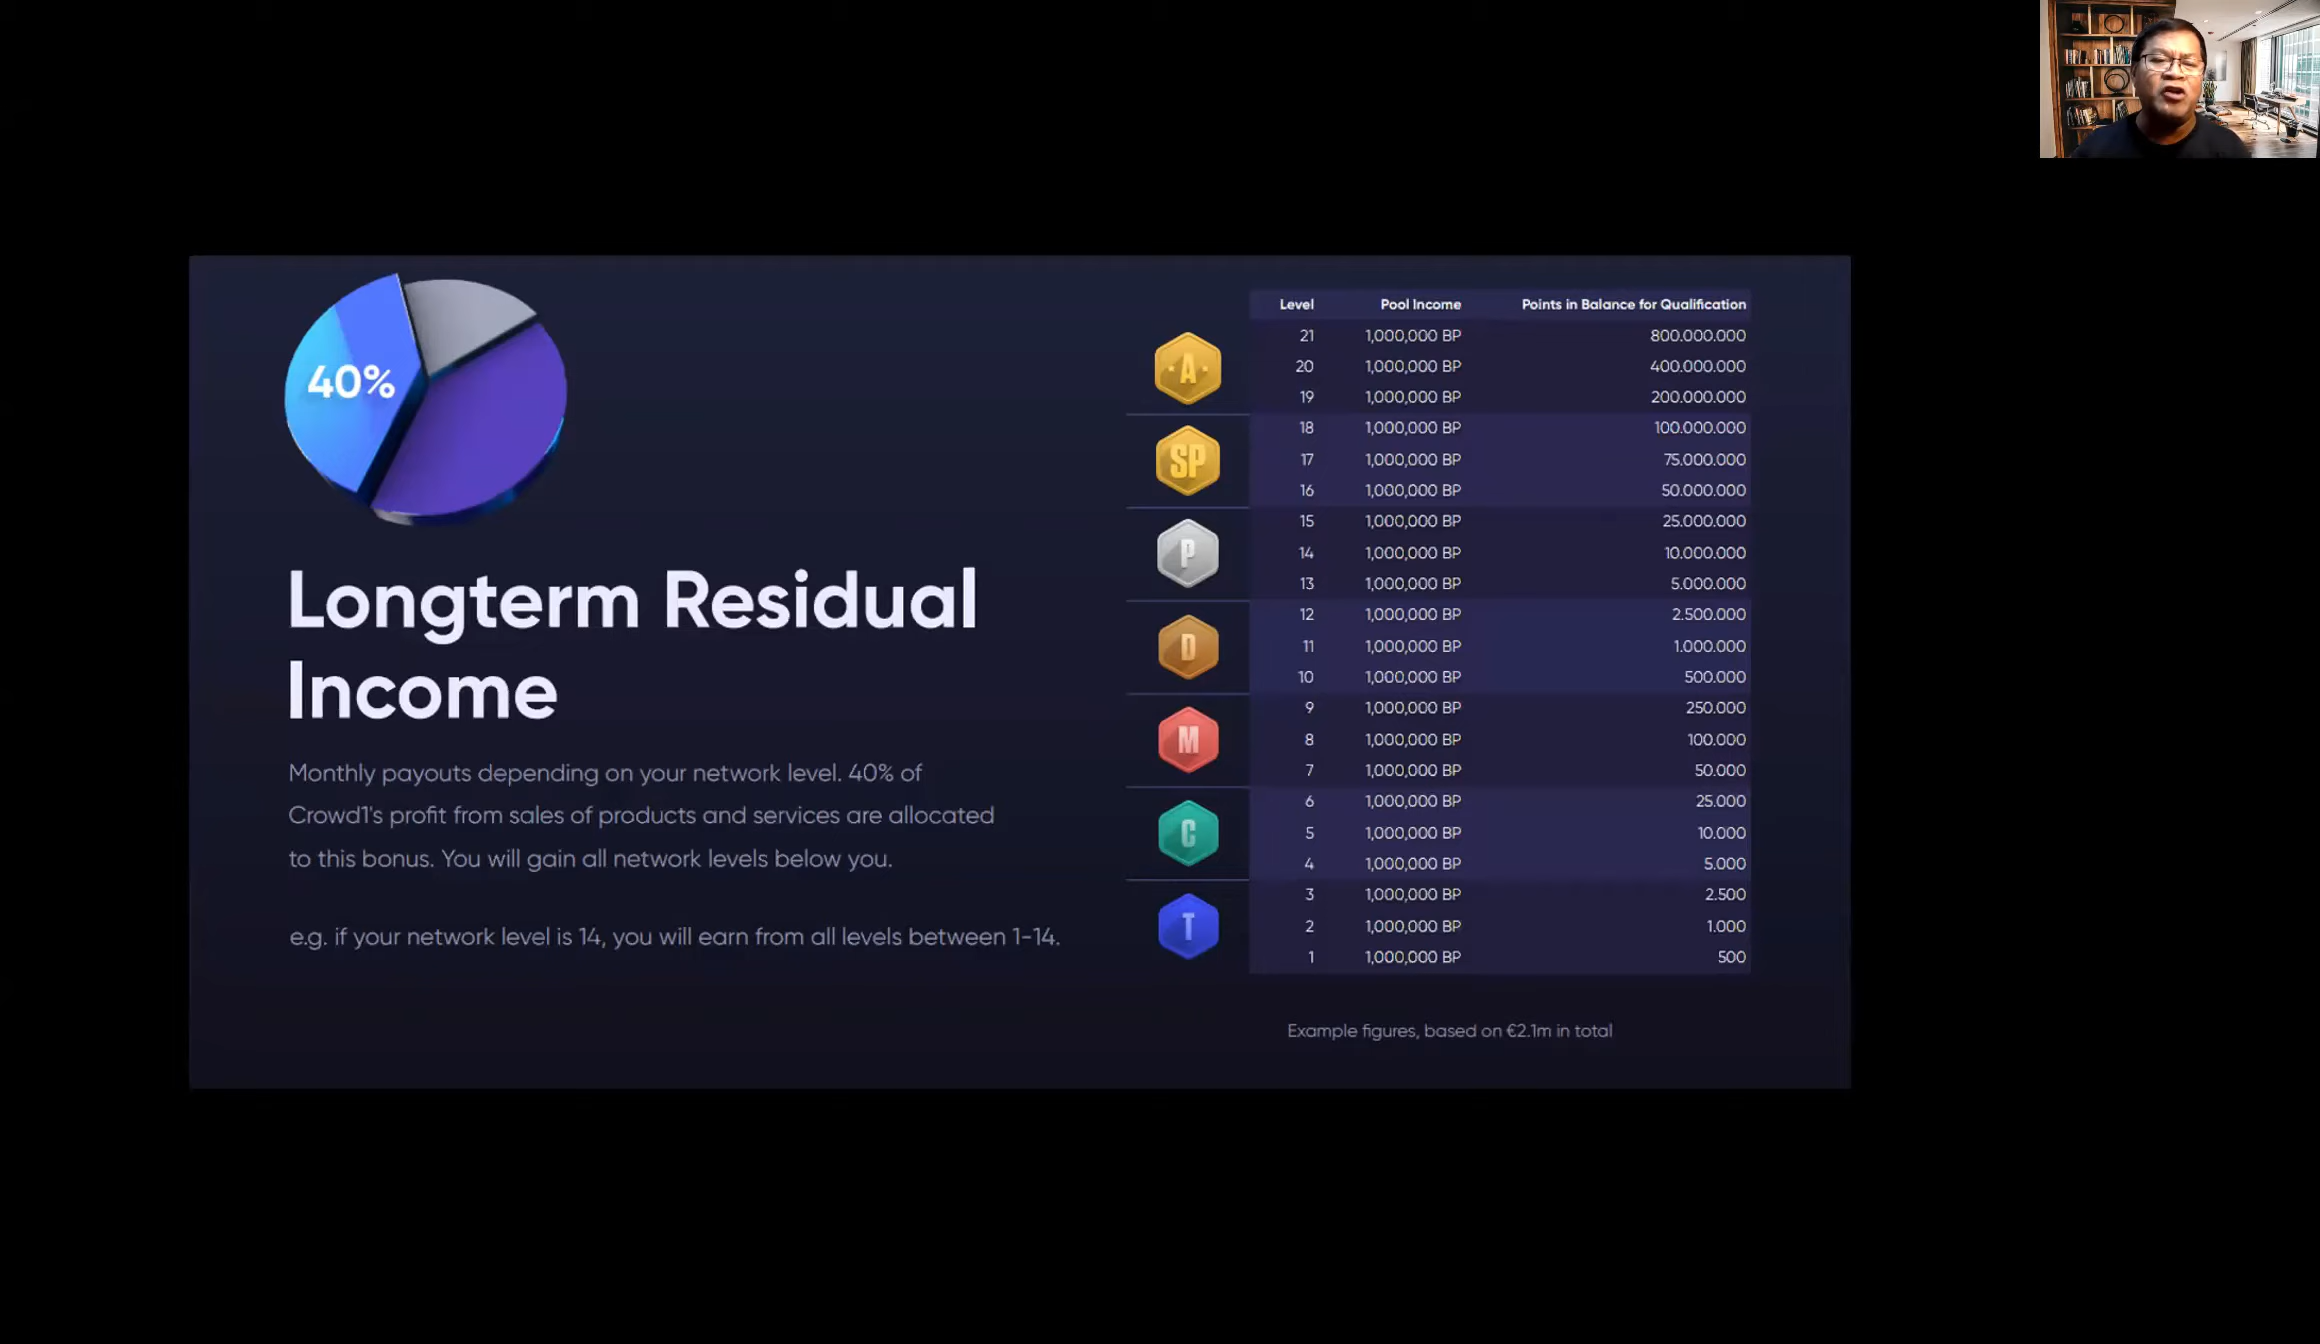 40%
Longterm Residual
Income
Monthly payouts depending on your network level. 40% of
Crowd1's profit from sales of products and services are allocated
to this bonus. You will gain all network levels below you.
e.g. if your network level is 14, you will earn from all levels between 1-14.
A
SP
P
D
M
C
T
Level Pool Income Points in Balance for Qualification
21 1,000,000 BP 800.000.000
20 1,000,000 BP 400.000.000
19 1,000,000 BP 200.000.000
18 1,000,000 BP 100.000.000
17 1,000,000 BP 75.000.000
16 1,000,000 BP 50.000.000
15 1,000,000 BP 25.000.000
14 1,000,000 BP 10.000.000
13 1,000,000 BP 5.000.000
12 1,000,000 BP 2.500.000
11 1,000,000 BP 1.000.000
10 1,000,000 BP 500.000
9 1,000,000 BP 250.000
8 1,000,000 BP 100.000
7 1,000,000 BP 50.000
6 1,000,000 BP 25.000
5 1,000,000 BP 10.000
4 1,000,000 BP 5.000
3 1,000,000 BP 2.500
2 1,000,000 BP 1.000
1 1,000,000 BP 500
Example figures, based on €2.1m in total